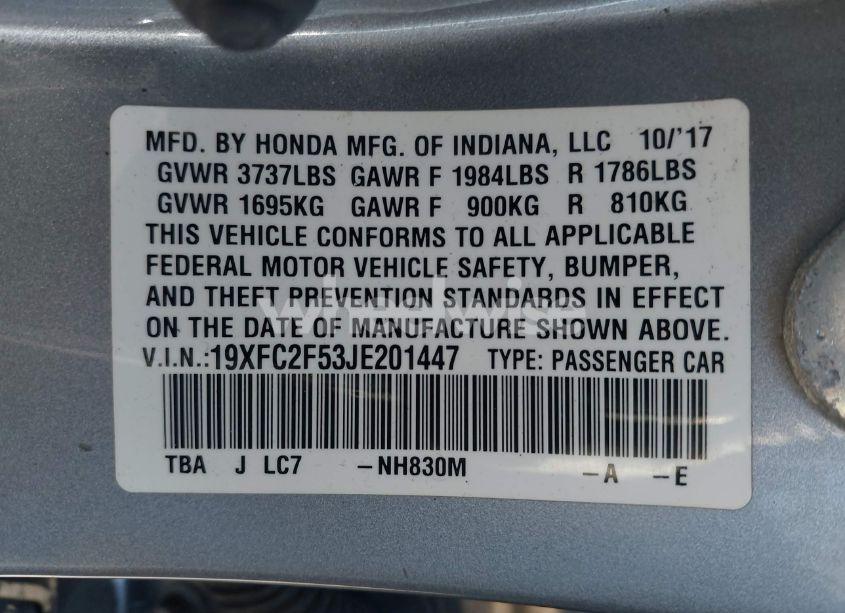 MFD. BY HONDA MFG. OF INDIANA, LLC 10/'17
GVWR 3737LBS GAWR F 1984LBS R 1786LBS
GVWR 1695KG GAWR F 900KG R 810KG
THIS VEHICLE CONFORMS TO ALL APPLICABLE
FEDERAL MOTOR VEHICLE SAFETY, BUMPER,
AND THEFT PREVENTION STANDARDS IN EFFECT
wheelwise
ON THE DATE OF MANUFACTURE SHOWN ABOVE.
V.I.N.:19XFC2F53JE201447 TYPE: PASSENGER CAR
TBA J LC7 -NH830M -A -E